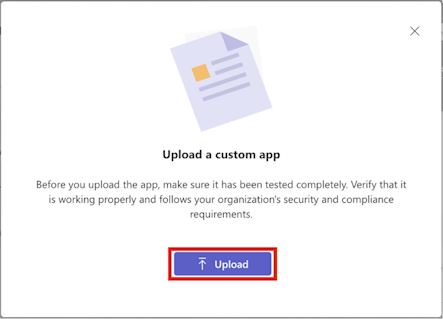 Upload a custom app
Before you upload the app, make sure it has been tested completely. Verify that it
is working properly and follows your organization's security and compliance
requirements.
Upload